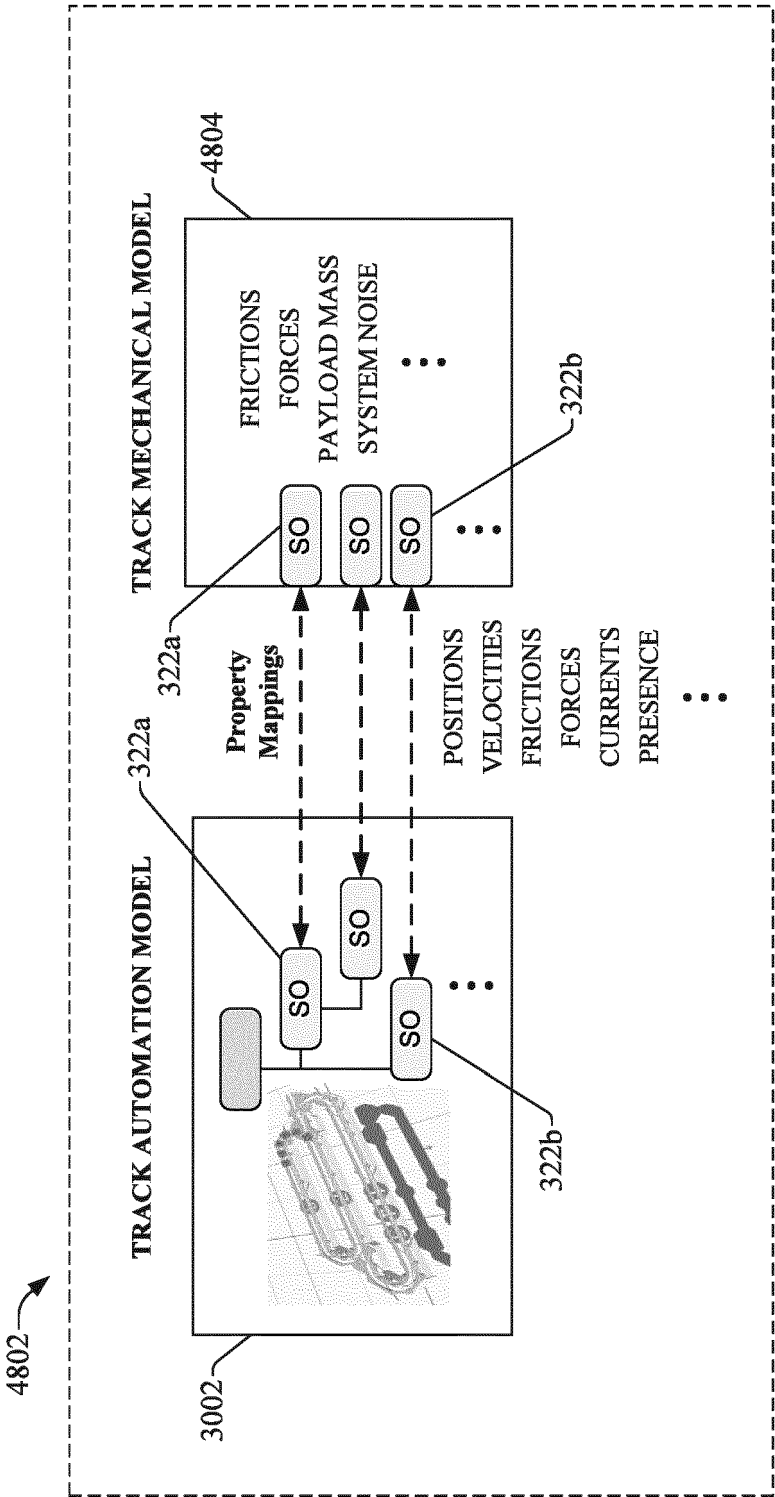 4802
TRACK AUTOMATION MODEL
3002
322a
SO
SO
SO
322b
Property
Mappings
POSITIONS
VELOCITIES
FRICTIONS
FORCES
CURRENTS
PRESENCE
TRACK MECHANICAL MODEL
4804
322a
SO
SO
SO
322b
FRICTIONS
FORCES
PAYLOAD MASS
SYSTEM NOISE